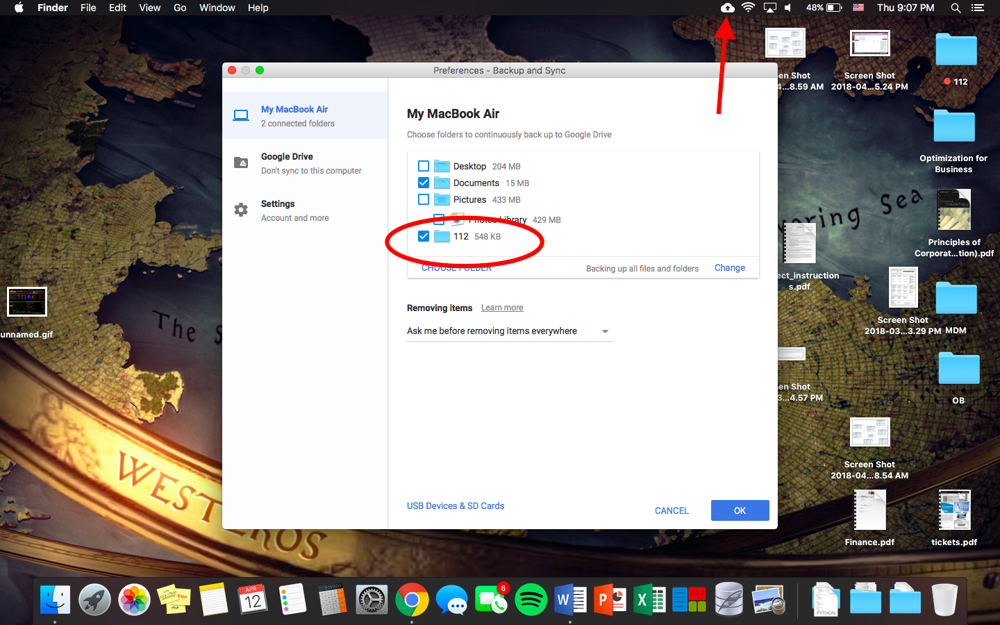 Finder File Edit View Go Window Help 48% Thu 9:07 PM
Preferences - Backup and Sync
My MacBook Air
2 connected folders
Google Drive
Don't sync to this computer
Settings
Account and more
My MacBook Air
Choose folders to continuously back up to Google Drive
Desktop 204 MB
Documents 15 MB
Pictures 433 MB
Photos Library 429 MB
112 548 KB
CHOOSE FOLDER
Backing up all files and folders Change
Removing items Learn more
Ask me before removing items everywhere
USB Devices & SD Cards
CANCEL OK
en Shot
4...8.59 AM
Screen Shot
2018-04...5.24 PM
112
Optimization for
Business
Principles of
Corporat...tion).pdf
ect_instruction
s.pdf
Screen Shot
2018-03...3.29 PM
MDM
en Shot
3...4.57 PM
OB
Screen Shot
2018-04...8.54 AM
Finance.pdf
tickets.pdf
unnamed.gif
The S
ering Sea
WESTEROS
APR
12
6
PYTHON